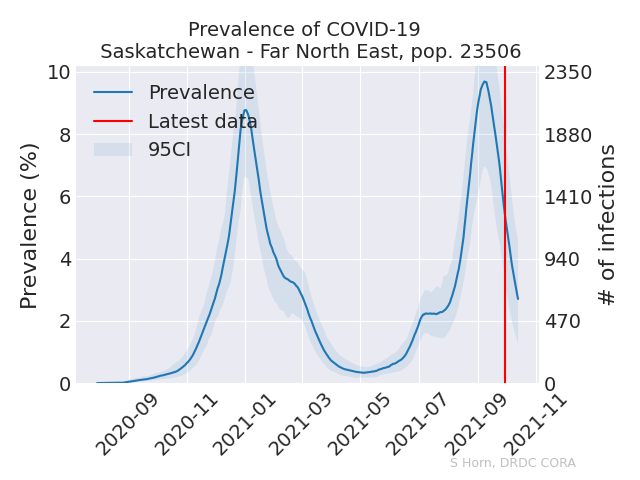 Prevalence of COVID-19
Saskatchewan - Far North East, pop. 23506
Prevalence (%)
10
8
6
4
2
0
Prevalence
Latest data
95CI
2350
1880
1410
940
470
0
# of infections
2020-09
2020-11
2021-01
2021-03
2021-05
2021-07
2021-09
2021-11
S Horn, DRDC CORA